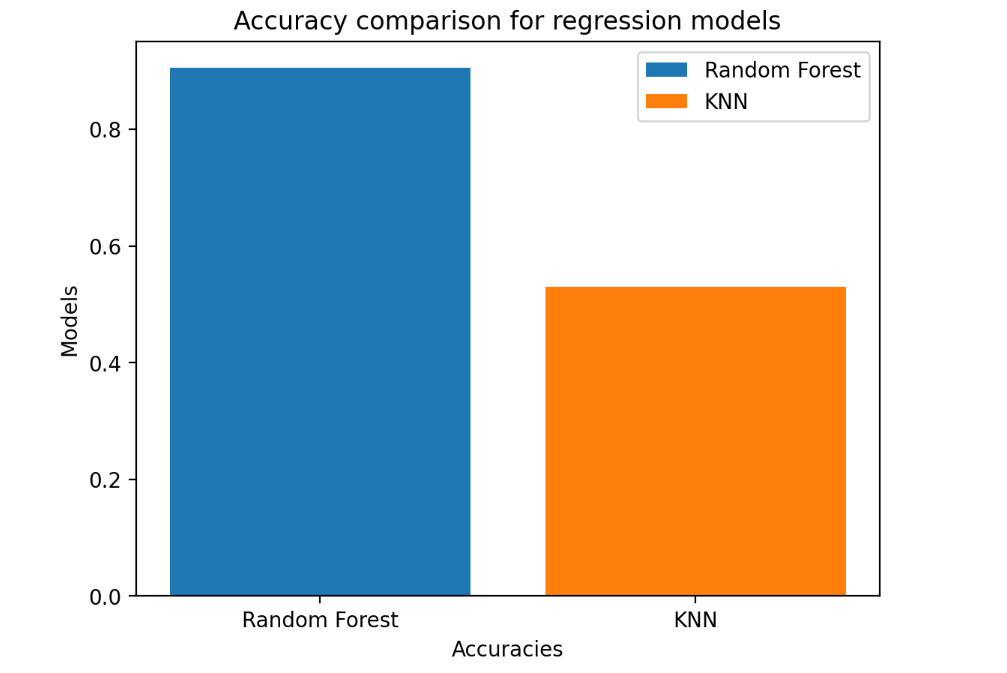 Accuracy comparison for regression models
Random Forest
KNN
0.8
0.6
0.4
0.2
0.0
Models
Random Forest
KNN
Accuracies